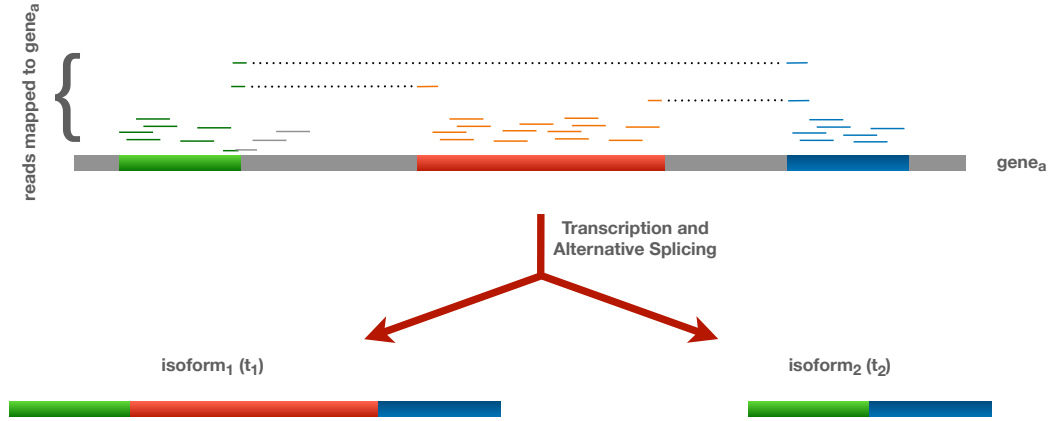 reads mapped to geneₐ
geneₐ
Transcription and
Alternative Splicing
isoform₁ (t₁)
isoform₂ (t₂)